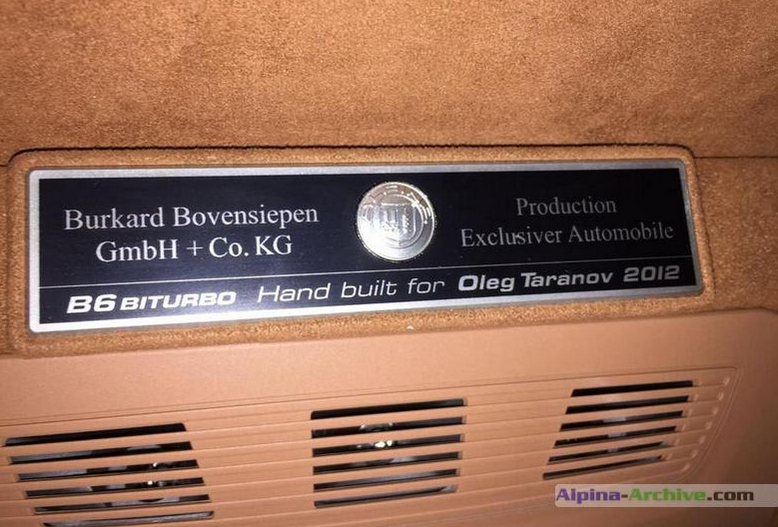 Burkard Bovensiepen
GmbH + Co. KG
Production
Exclusiver Automobile
B6 BITURBO Hand built for Oleg Taranov 2012
Alpina-Archive.com